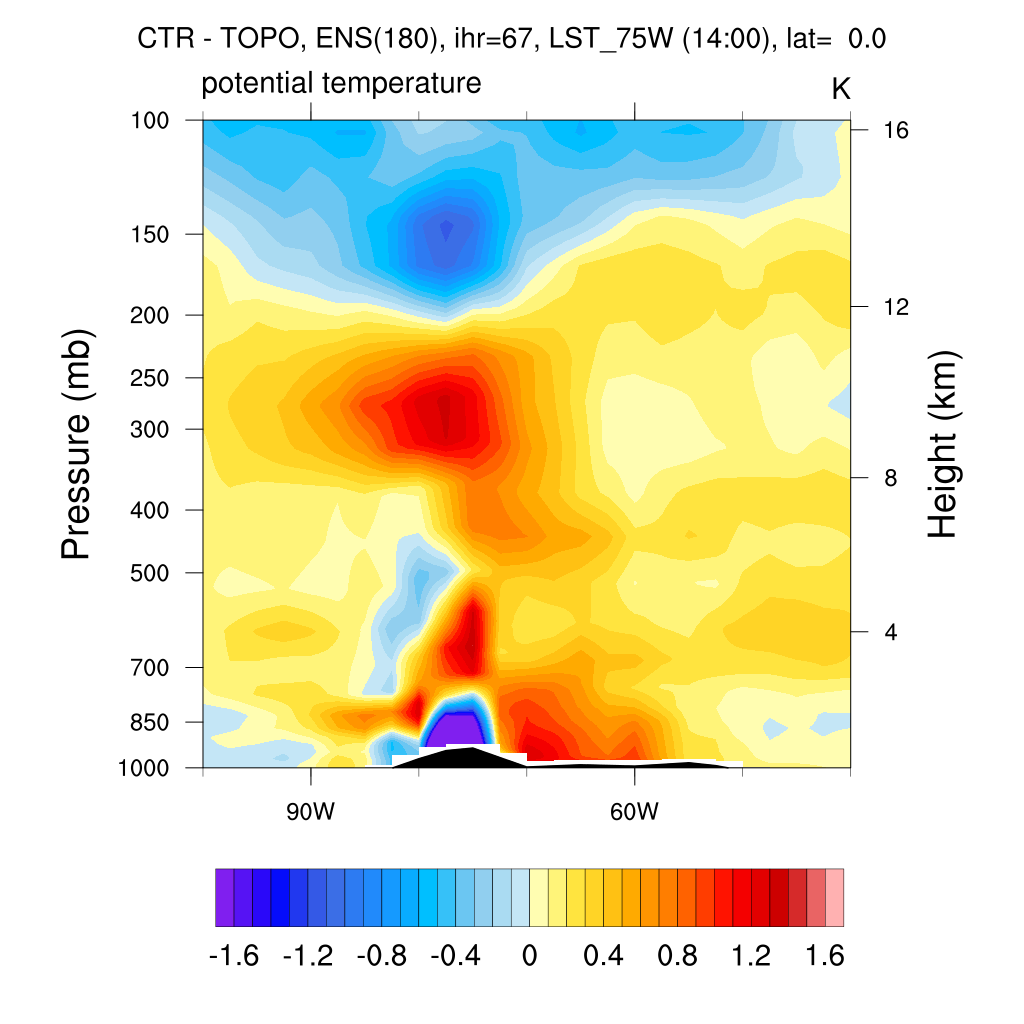 CTR - TOPO, ENS(180), ihr=67, LST_75W (14:00), lat=  0.0
potential temperature K
100 16
150
200 12
250
300
400 8
500
700 4
850
1000
Pressure (mb)
Height (km)
90W 60W
-1.6 -1.2 -0.8 -0.4 0 0.4 0.8 1.2 1.6